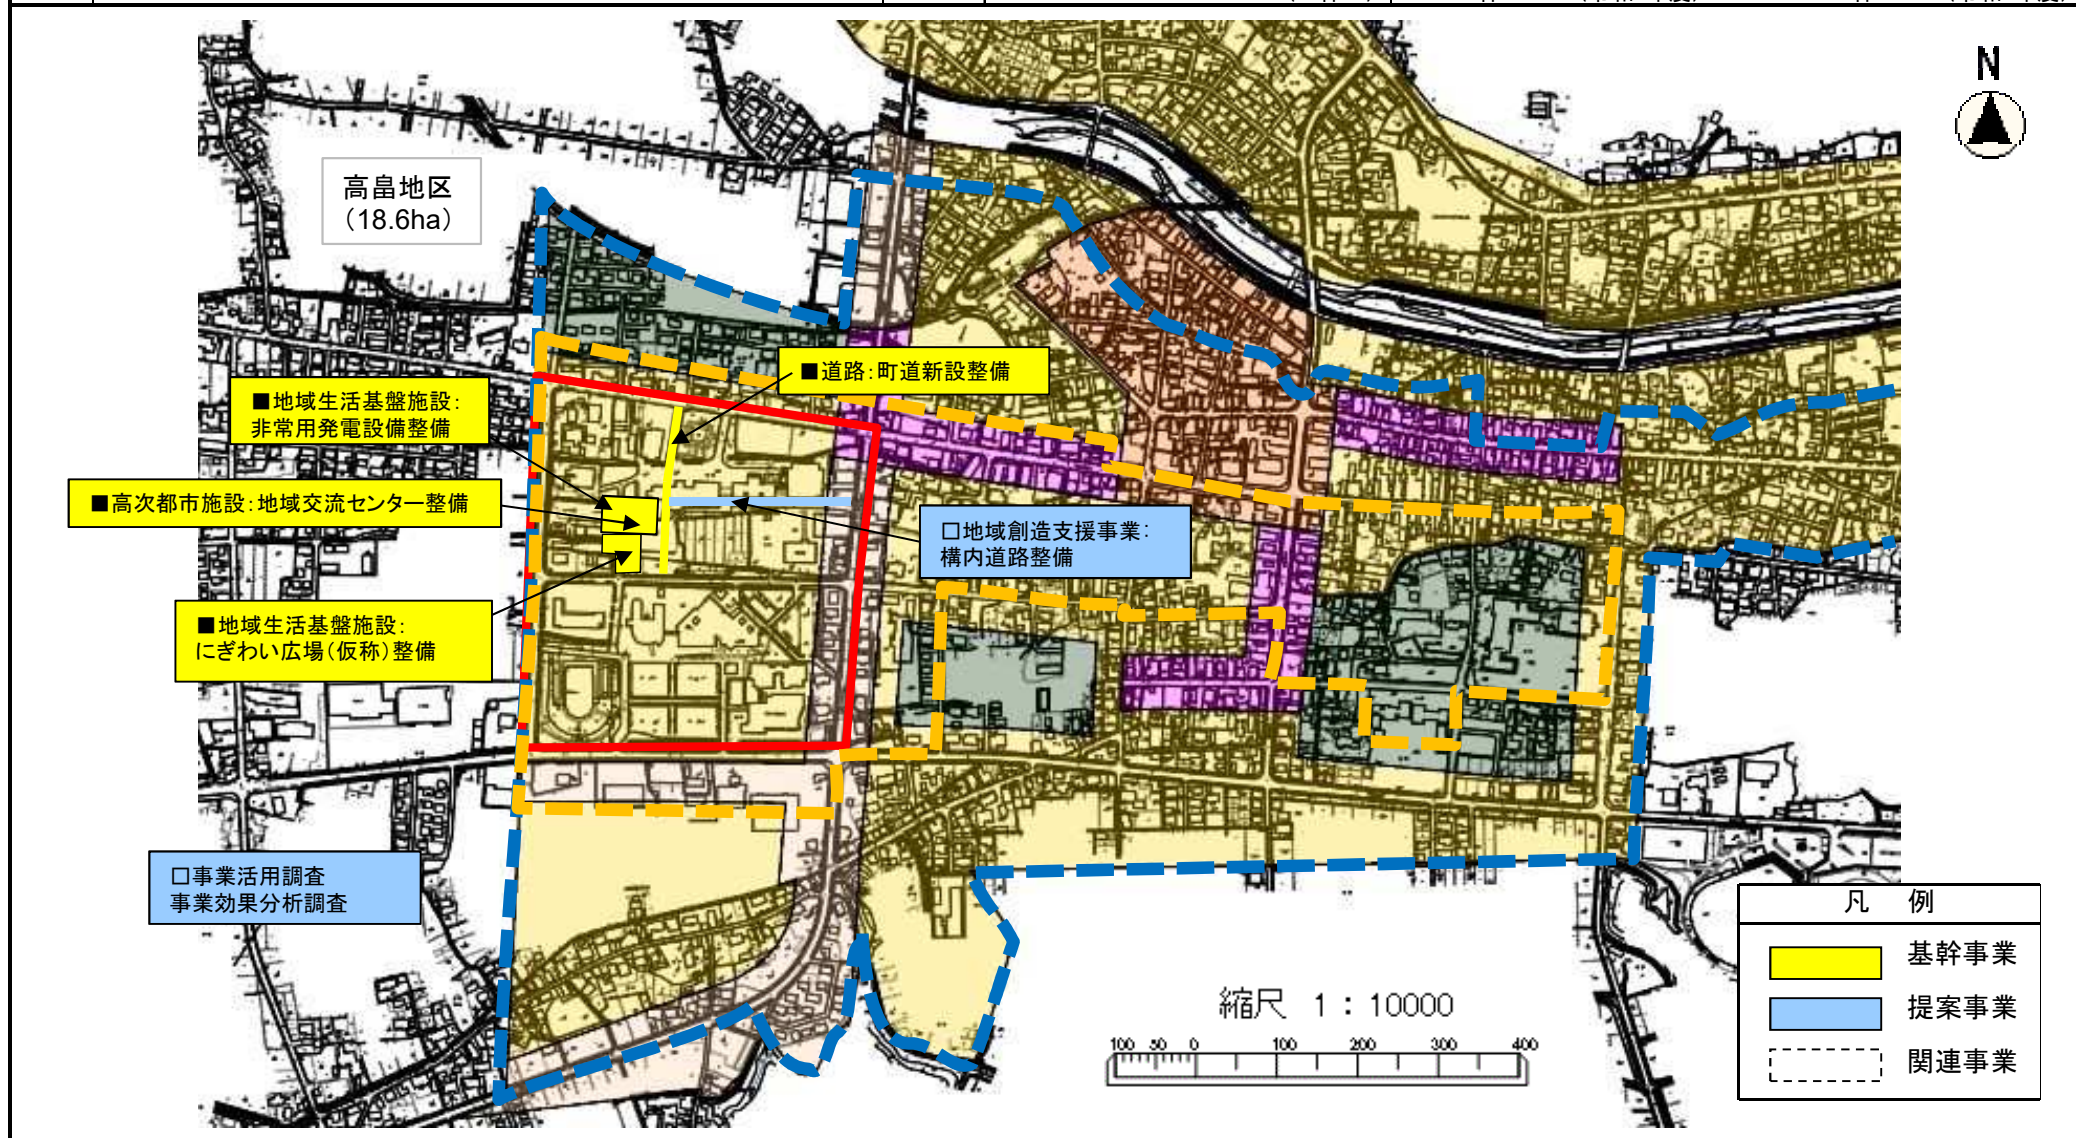 N
高畠地区
（18.6ha）
■道路：町道新設整備
■地域生活基盤施設：
非常用発電設備整備
■高次都市施設：地域交流センター整備
□地域創造支援事業：
構内道路整備
■地域生活基盤施設：
にぎわい広場（仮称）整備
□事業活用調査
事業効果分析調査
凡　例
基幹事業
提案事業
関連事業
縮尺 1：10000
100 50 0 100 200 300 400